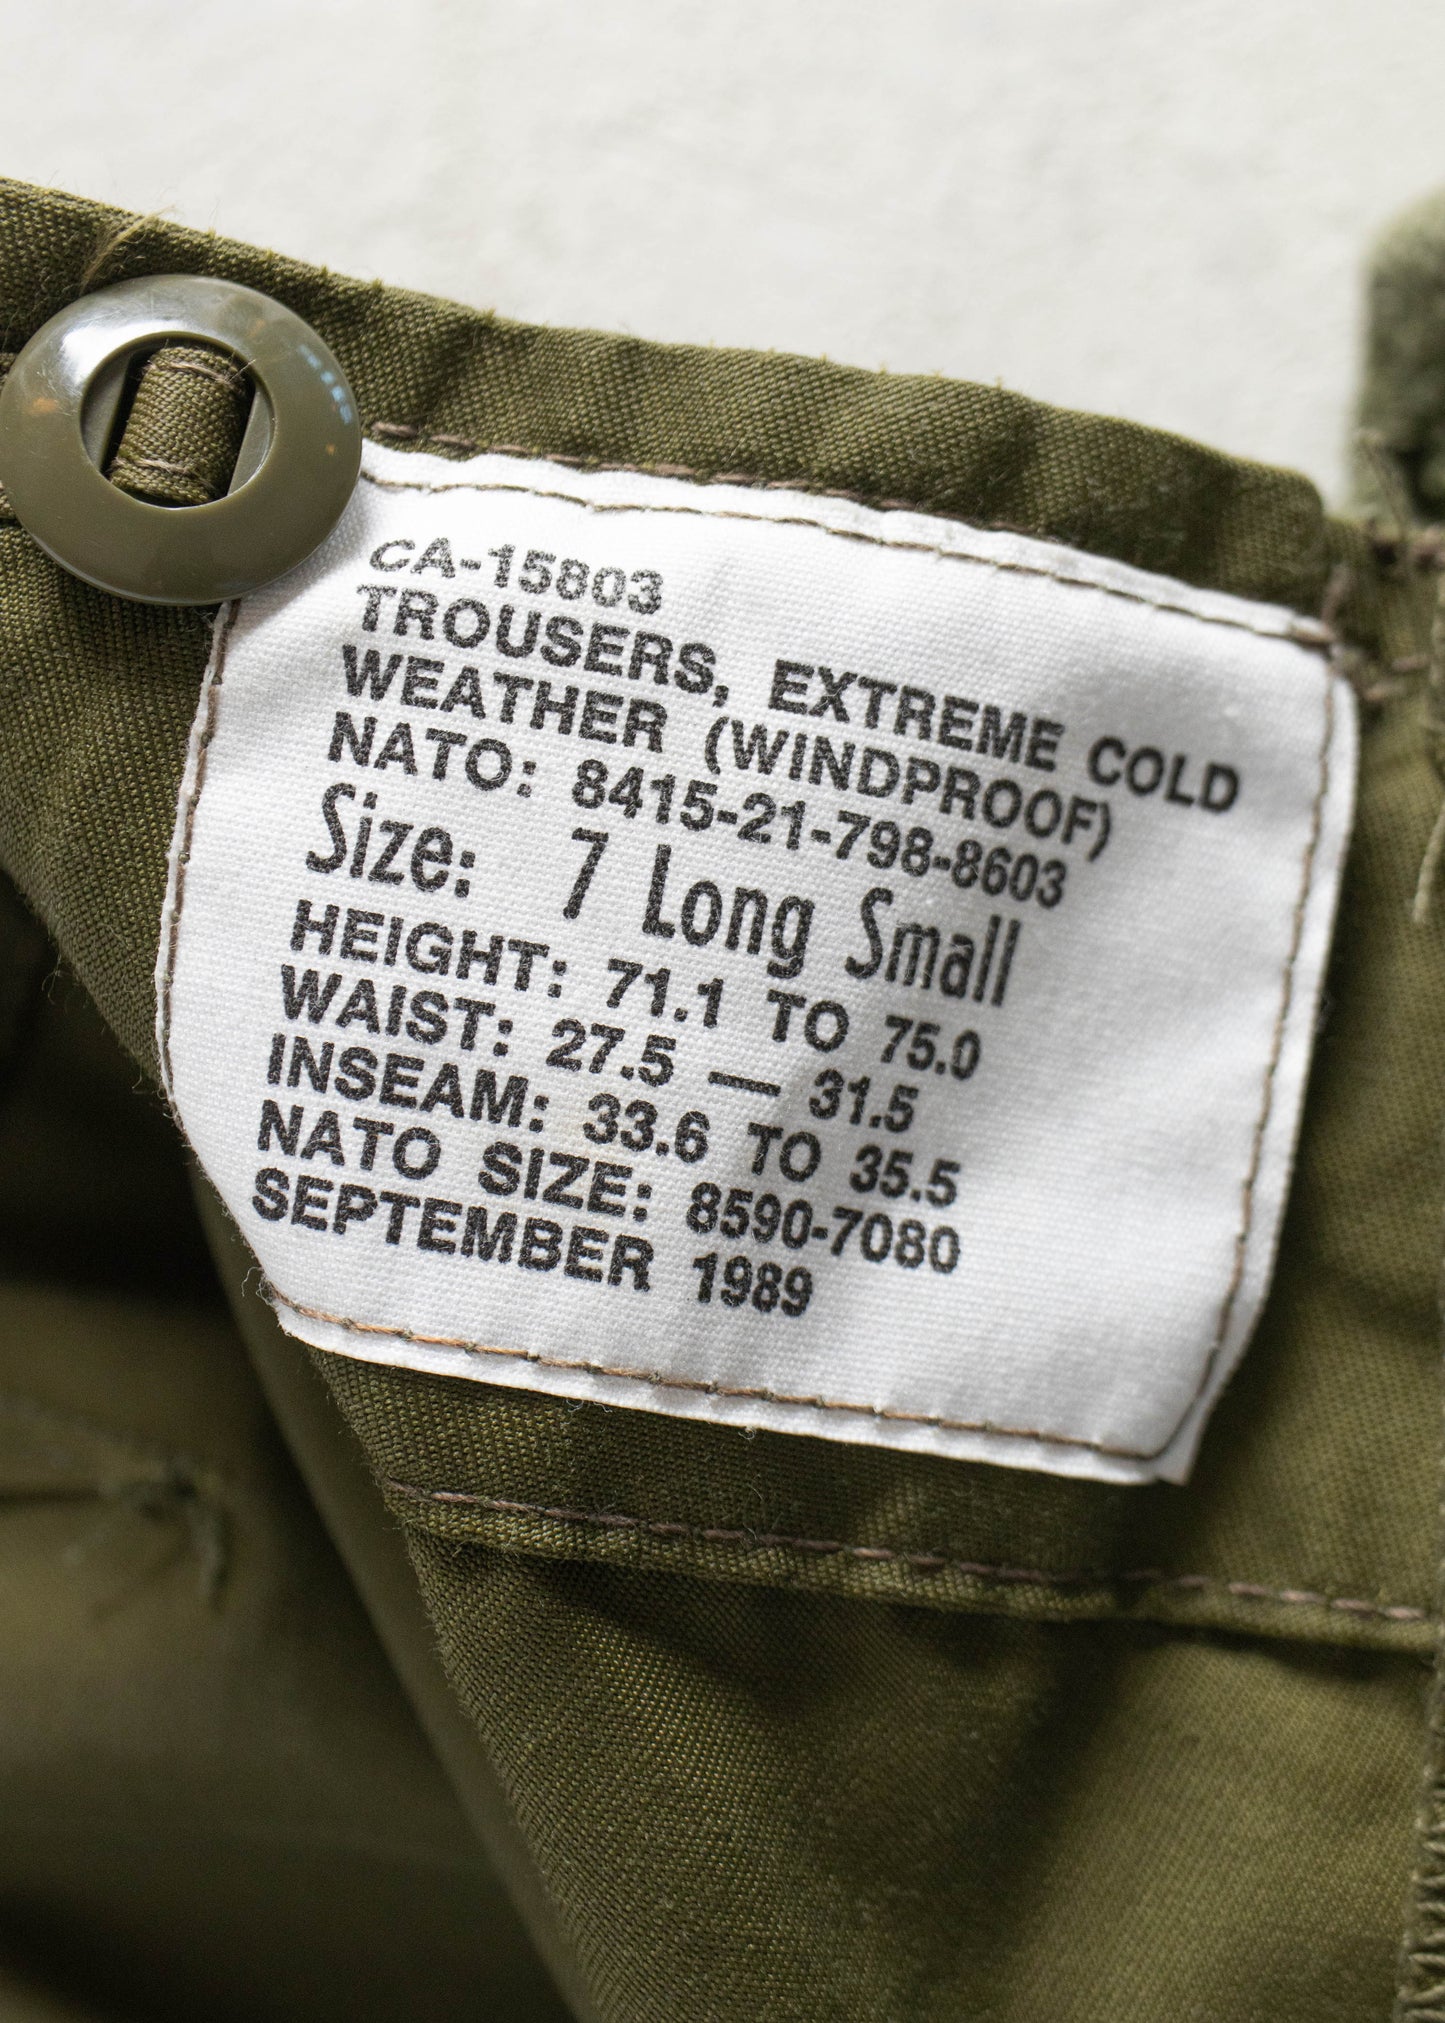 CA-15803
TROUSERS, EXTREME COLD
WEATHER (WINDPROOF)
NATO: 8415-21-798-8603
Size: 7 Long Small
HEIGHT: 71.1 TO 75.0
WAIST: 27.5 — 31.5
INSEAM: 33.6 TO 35.5
NATO SIZE: 8590-7080
SEPTEMBER 1989